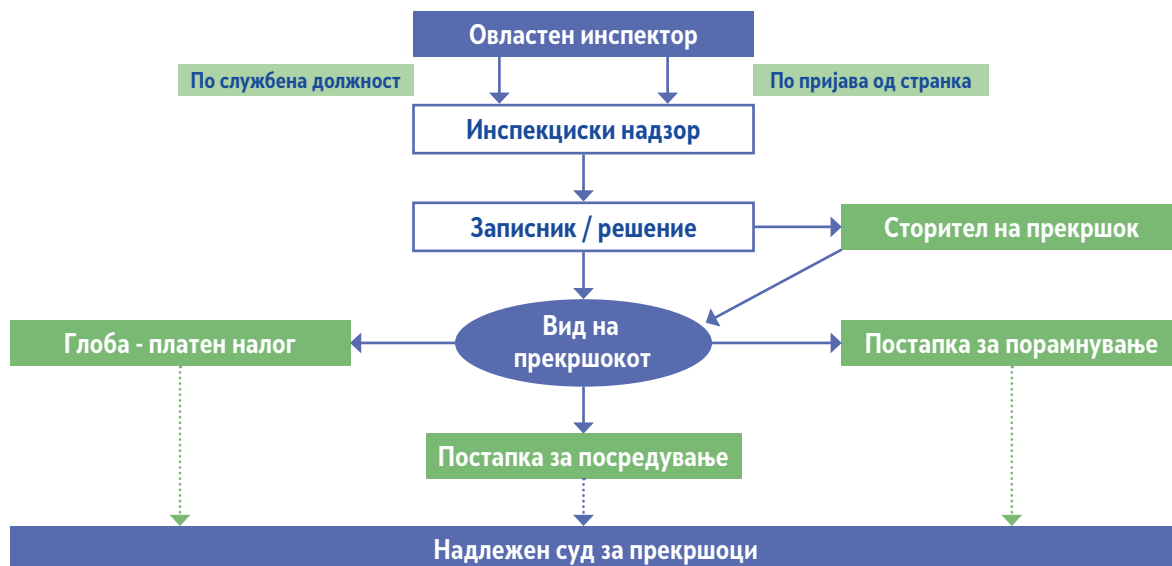 Овластен инспектор
По службена должност
По пријава од странка
Инспекциски надзор
Записник / решение
Сторител на прекршок
Вид на
прекршокот
Глоба - платен налог
Постапка за порамнување
Постапка за посредување
Надлежен суд за прекршоци